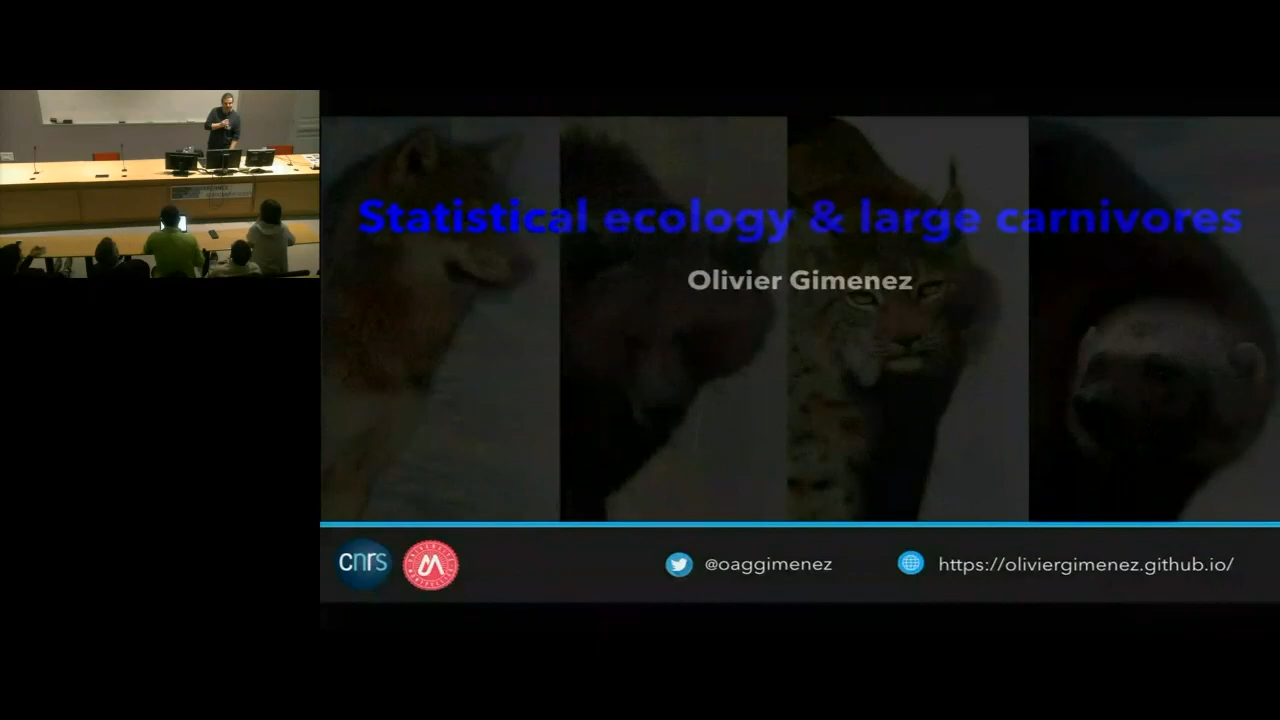 Statistical ecology & large carnivores
Olivier Gimenez
cnrs
@oaggimenez
https://oliviergimenez.github.io/